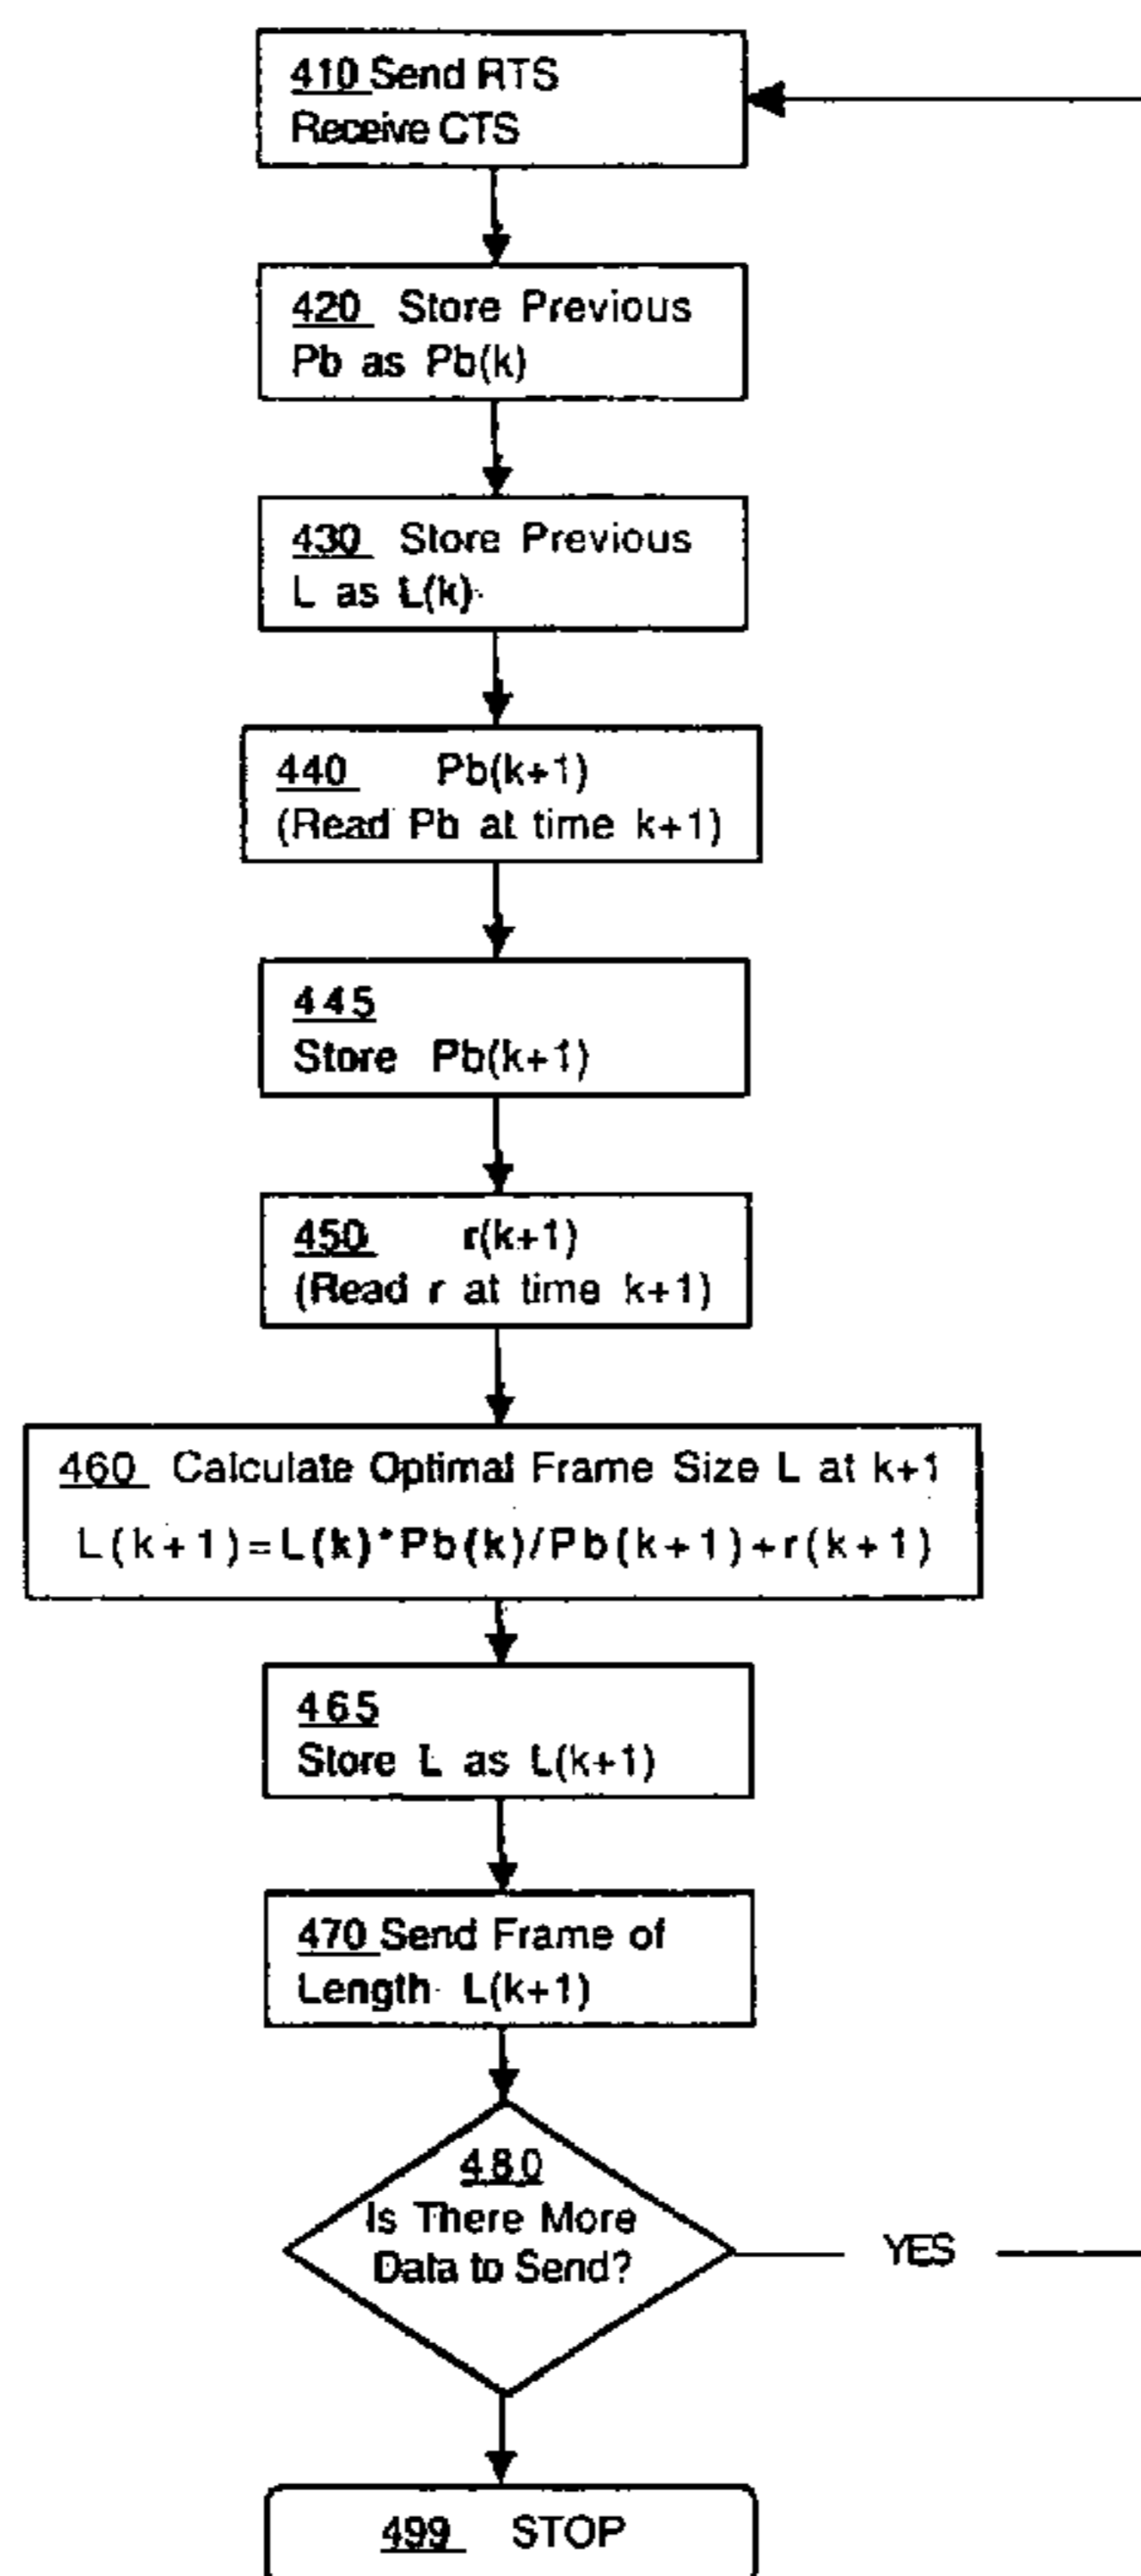 410 Send RTS
Receive CTS
420 Store Previous
Pb as Pb(k)
430 Store Previous
L as L(k)
440 Pb(k+1)
(Read Pb at time k+1)
445
Store Pb(k+1)
450 r(k+1)
(Read r at time k+1)
460 Calculate Optimal Frame Size L at k+1
L(k+1)=L(k)*Pb(k)/Pb(k+1)+r(k+1)
465
Store L as L(k+1)
470 Send Frame of
Length L(k+1)
480
Is There More
Data to Send?
YES
499 STOP